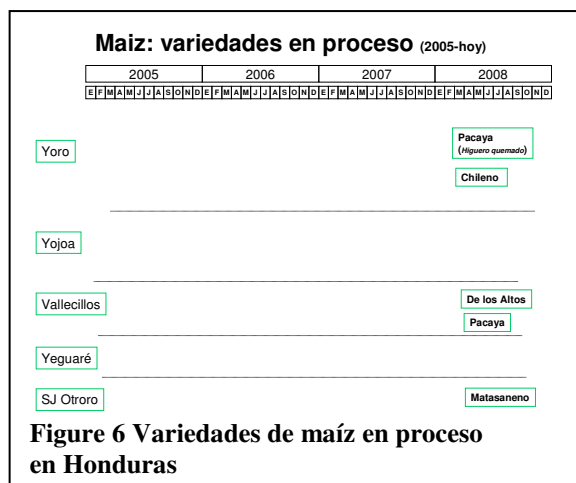 Maiz: variedades en proceso (2005-hoy)
2005 2006 2007 2008
E F M A M J J A S O N D E F M A M J J A S O N D E F M A M J J A S O N D E F M A M J J A S O N D
Yoro
Pacaya
(Higuero quemado)
Chileno
Yojoa
Vallecillos
De los Altos
Pacaya
Yeguaré
SJ Otroro
Matasaneno
Figure 6 Variedades de maíz en proceso
en Honduras